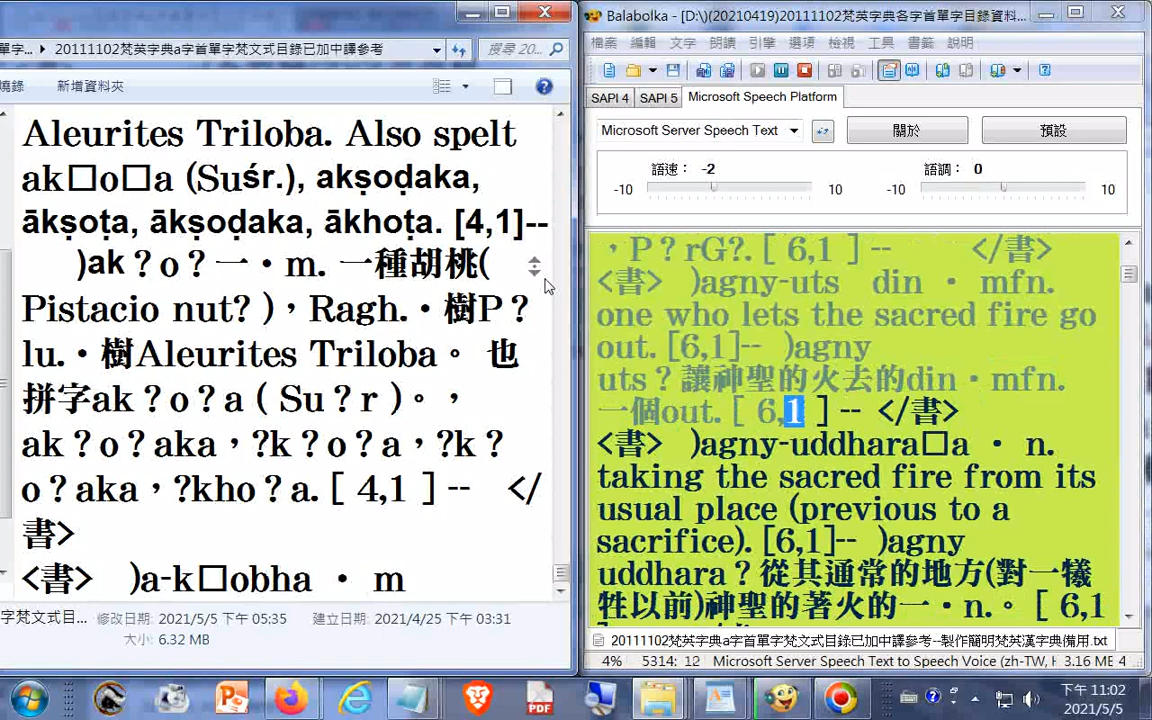 單字... ▸ 20111102梵英字典a字首單字梵文式目錄已加中譯參考
搜尋 20...
燒錄 新增資料夾
Aleurites Triloba. Also spelt
ak□o□a (Suśr.), akṣoḍaka,
ākṣoṭa, ākṣoḍaka, ākhoṭa. [4,1]--
)ak？o？一‧m. 一種胡桃(
Pistacio nut? )，Ragh.‧樹P？
lu.‧樹Aleurites Triloba。 也
拼字ak？o？a ( Su？r )。，
ak？o？aka，?k？o？a，?k？
o？aka，?kho？a.［4,1］-- </
書>
<書> )a-k□obha ‧ m
字梵文式目... 修改日期: 2021/5/5 下午 05:35 建立日期: 2021/4/25 下午 03:31
大小: 6.32 MB
Balabolka - [D:\)(20210419)20111102梵英字典各字首單字目錄資料...
檔案 編輯 文字 朗讀 引擎 選項 檢視 工具 書籤 說明
SAPI 4 SAPI 5 Microsoft Speech Platform
Microsoft Server Speech Text 關於 預設
語速： -2 語調： 0
-10 10 -10 10
，P？rG?.［6,1］-- </書>
<書> )agny-uts din ‧ mfn.
one who lets the sacred fire go
out. [6,1]-- )agny
uts？讓神聖的火去的din‧mfn.
一個out.［6,1］-- </書>
<書> )agny-uddhara□a ‧ n.
taking the sacred fire from its
usual place (previous to a
sacrifice). [6,1]-- )agny
uddhara？從其通常的地方(對一犧
牲以前)神聖的著火的一‧n.。［6,1
20111102梵英字典a字首單字梵文式目錄已加中譯參考--製作簡明梵英漢字典備用.txt
4% 5314: 12 Microsoft Server Speech Text to Speech Voice (zh-TW, H 3.16 ME 4
PDF
下午 11:02
2021/5/5